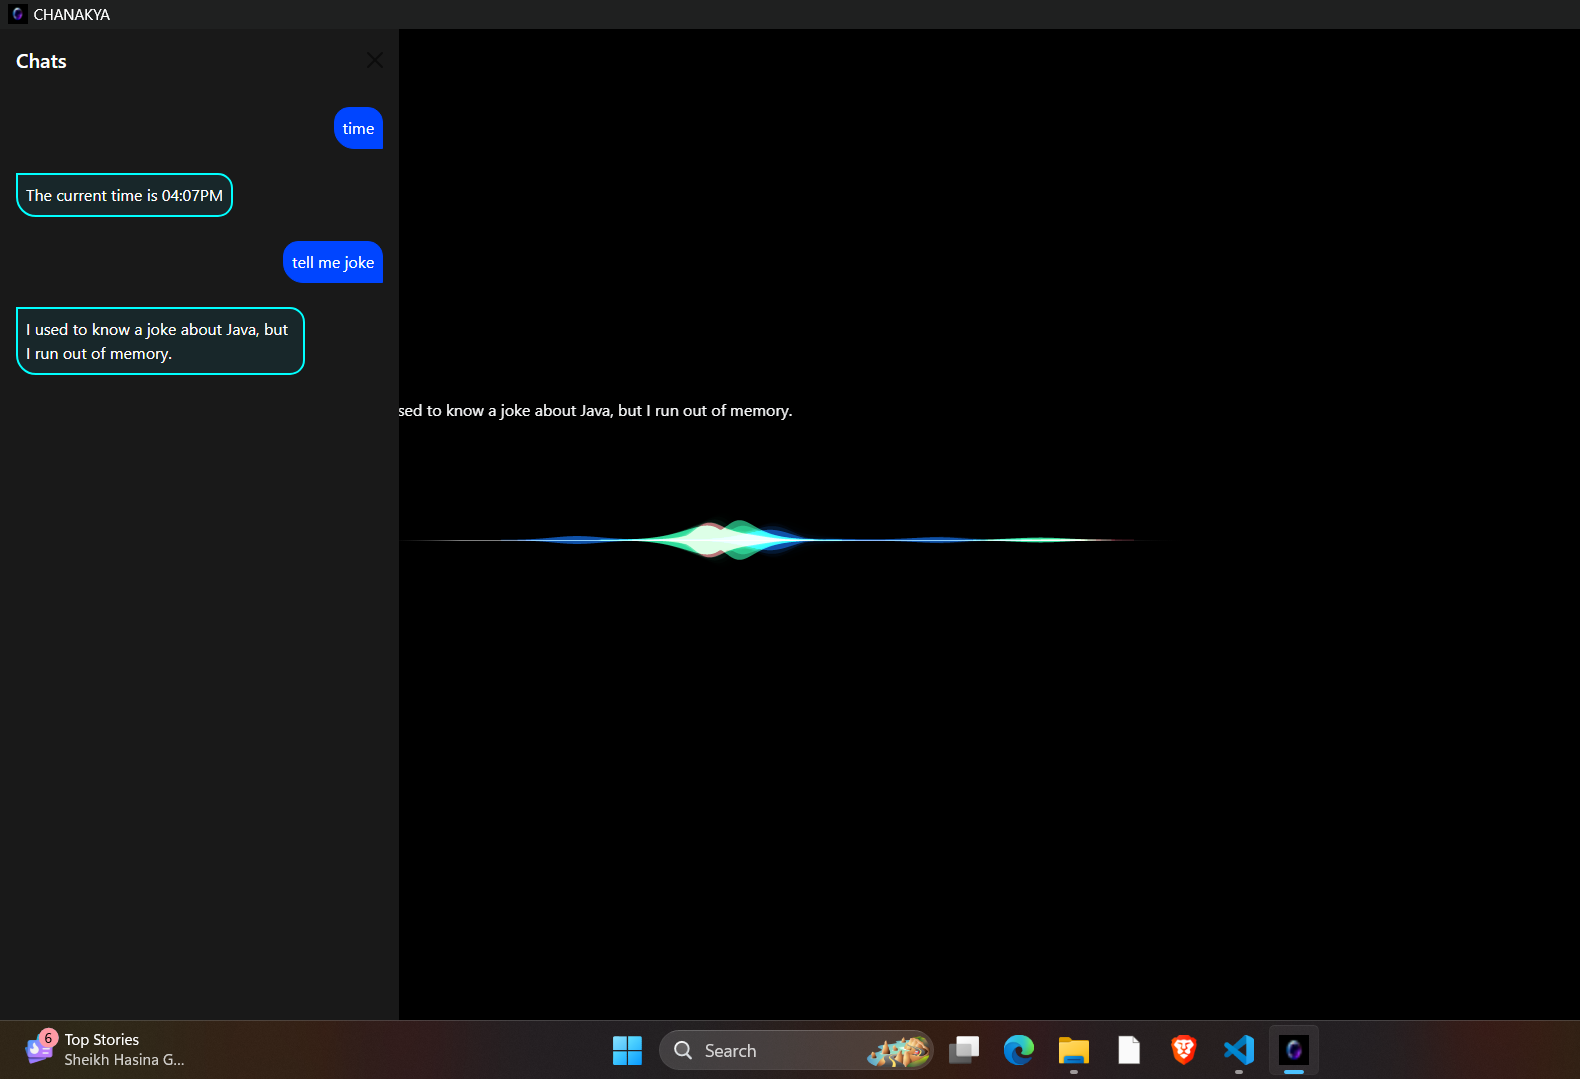 CHANAKYA
Chats
time
The current time is 04:07PM
tell me joke
I used to know a joke about Java, but
I run out of memory.
sed to know a joke about Java, but I run out of memory.
6
Top Stories
Sheikh Hasina G...
Search